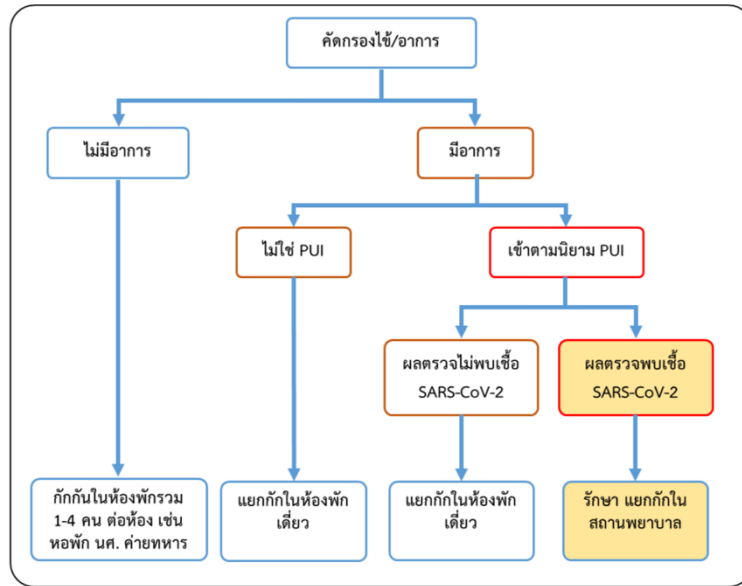 คัดกรองไข้/อาการ
ไม่มีอาการ
มีอาการ
ไม่ใช่ PUI
เข้าตามนิยาม PUI
ผลตรวจไม่พบเชื้อ
SARS-CoV-2
ผลตรวจพบเชื้อ
SARS-CoV-2
กักกันในห้องพักรวม
1-4 คน ต่อห้อง เช่น
หอพัก นศ. ค่ายทหาร
แยกกักในห้องพัก
เดี่ยว
แยกกักในห้องพัก
เดี่ยว
รักษา แยกกักใน
สถานพยาบาล